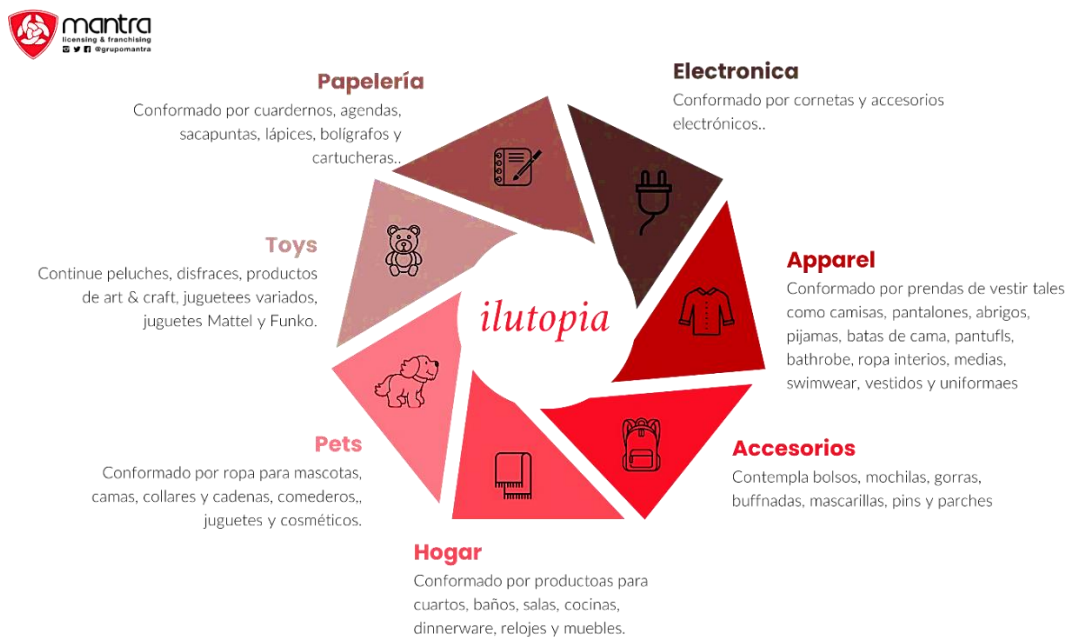 mantra
licensing & franchising
@grupomantra
Papelería
Conformado por cuardernos, agendas,
sacapuntas, lápices, bolígrafos y
cartucheras..
Electronica
Conformado por cornetas y accesorios
electrónicos..
Toys
Continue peluches, disfraces, productos
de art & craft, juguetees variados,
juguetes Mattel y Funko.
ilutopia
Apparel
Conformado por prendas de vestir tales
como camisas, pantalones, abrigos,
pijamas, batas de cama, pantufls,
bathrobe, ropa interios, medias,
swimwear, vestidos y uniformaes
Pets
Conformado por ropa para mascotas,
camas, collares y cadenas, comederos,,
juguetes y cosméticos.
Accesorios
Contempla bolsos, mochilas, gorras,
buffnadas, mascarillas, pins y parches
Hogar
Conformado por productoas para
cuartos, baños, salas, cocinas,
dinnerware, relojes y muebles.